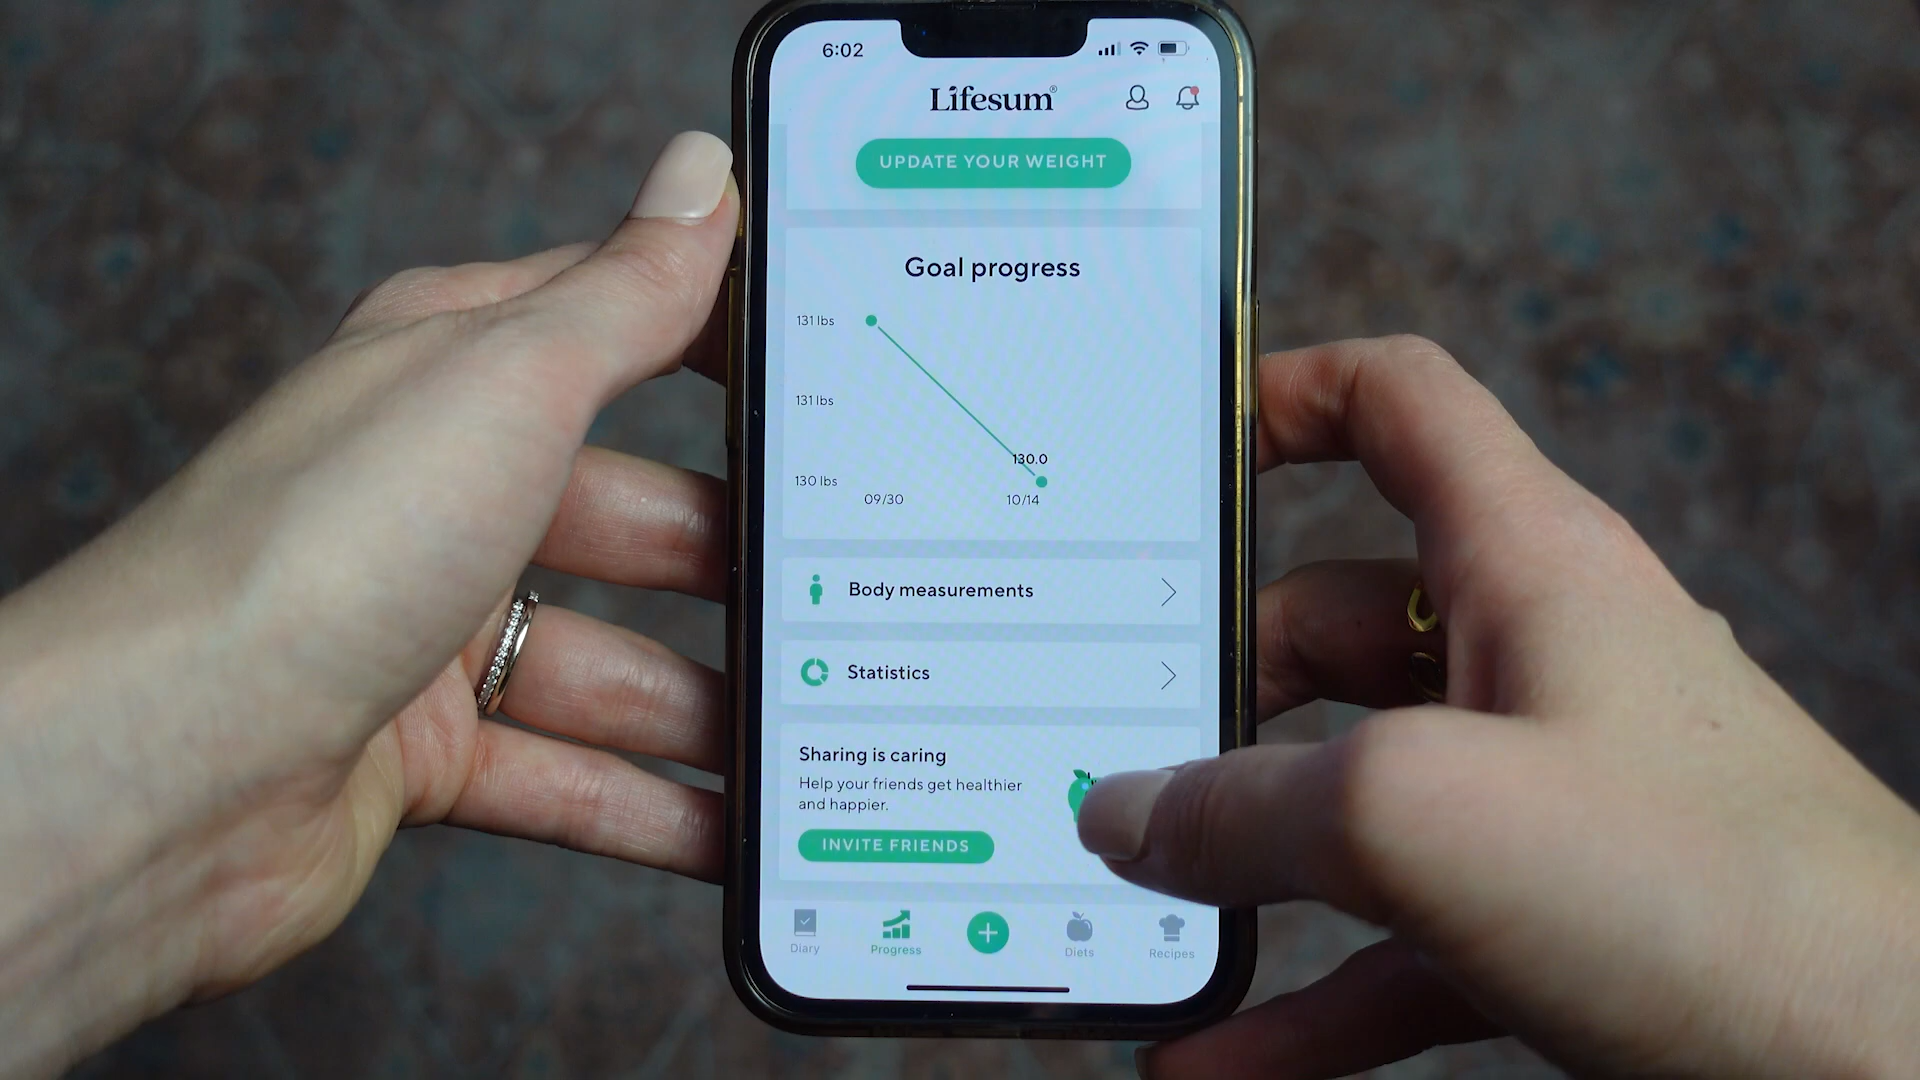 6:02
Lifesum®
UPDATE YOUR WEIGHT
Goal progress
131 lbs
131 lbs
130.0
130 lbs
09/30 10/14
Body measurements
Statistics
Sharing is caring
Help your friends get healthier
and happier.
INVITE FRIENDS
Diary Progress Diets Recipes